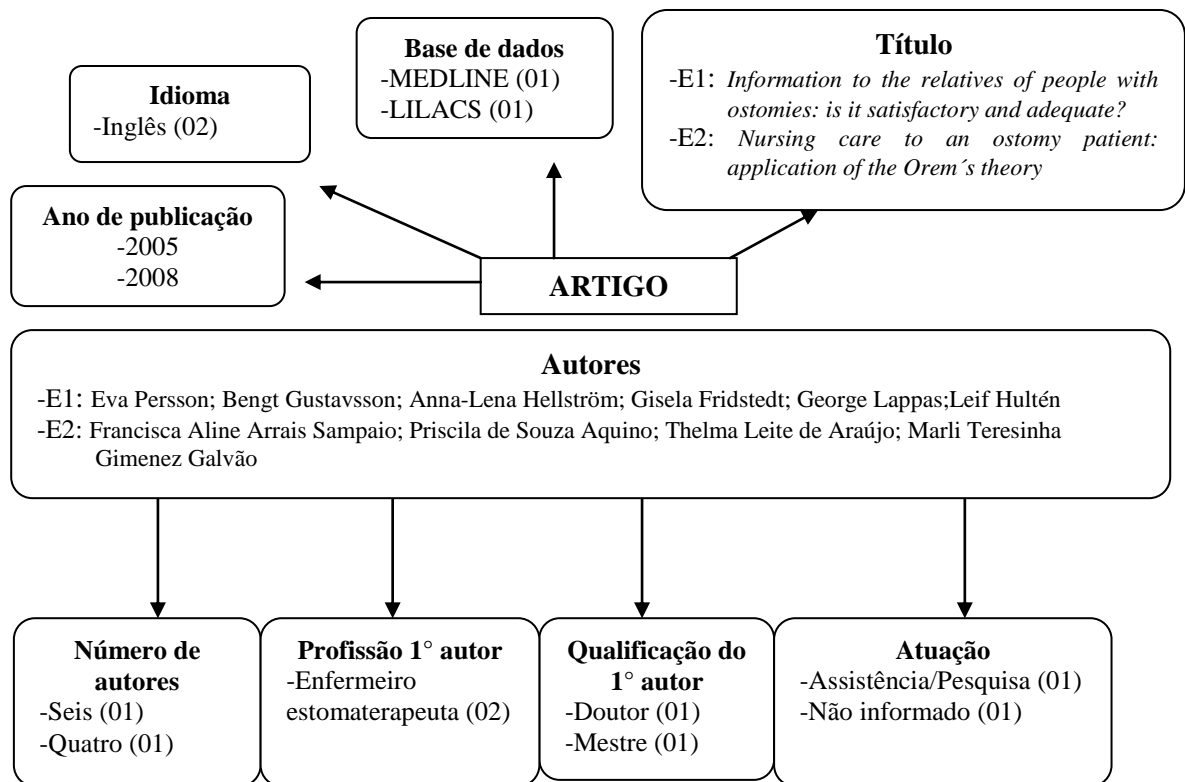 Base de dados
-MEDLINE (01)
-LILACS (01)
Título
-E1: Information to the relatives of people with
ostomies: is it satisfactory and adequate?
-E2: Nursing care to an ostomy patient:
application of the Orem´s theory
Idioma
-Inglês (02)
Ano de publicação
-2005
-2008
ARTIGO
Autores
-E1: Eva Persson; Bengt Gustavsson; Anna-Lena Hellström; Gisela Fridstedt; George Lappas;Leif Hultén
-E2: Francisca Aline Arrais Sampaio; Priscila de Souza Aquino; Thelma Leite de Araújo; Marli Teresinha
Gimenez Galvão
Número de
autores
-Seis (01)
-Quatro (01)
Profissão 1° autor
-Enfermeiro
estomaterapeuta (02)
Qualificação do
1° autor
-Doutor (01)
-Mestre (01)
Atuação
-Assistência/Pesquisa (01)
-Não informado (01)